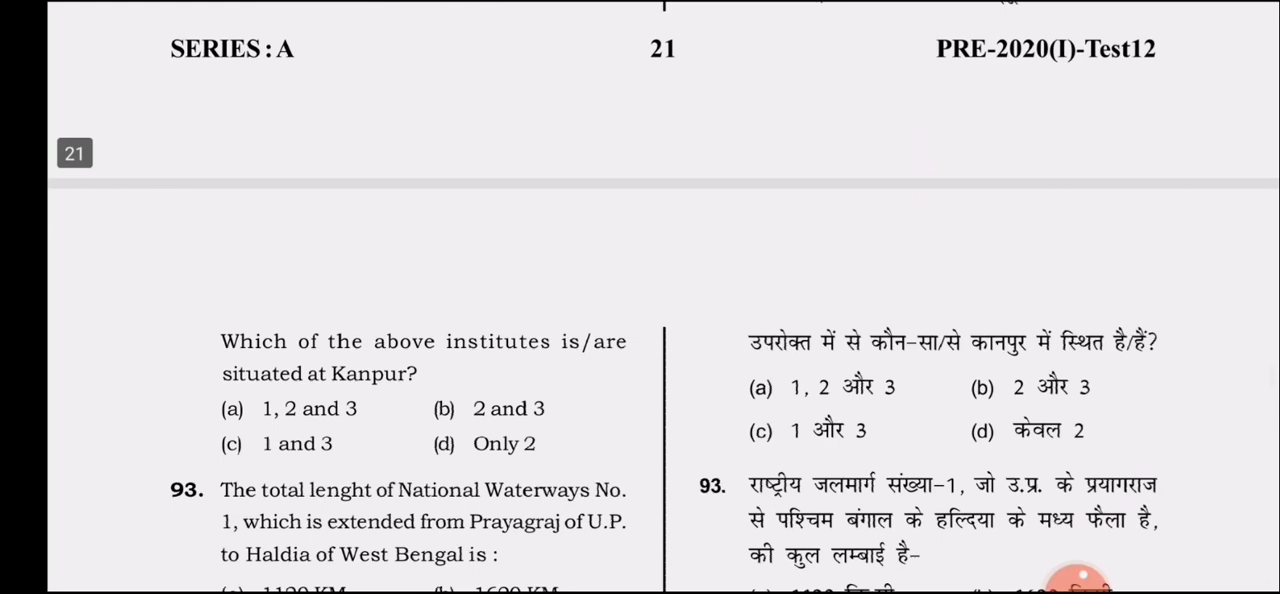 SERIES : A 21 PRE-2020(I)-Test12
21
Which of the above institutes is/are
situated at Kanpur?
(a) 1, 2 and 3 (b) 2 and 3
(c) 1 and 3 (d) Only 2
93. The total lenght of National Waterways No.
1, which is extended from Prayagraj of U.P.
to Haldia of West Bengal is :
उपरोक्त में से कौन-सा/से कानपुर में स्थित है/हैं?
(a) 1, 2 और 3 (b) 2 और 3
(c) 1 और 3 (d) केवल 2
93. राष्ट्रीय जलमार्ग संख्या-1, जो उ.प्र. के प्रयागराज
से पश्चिम बंगाल के हल्दिया के मध्य फैला है,
की कुल लम्बाई है-